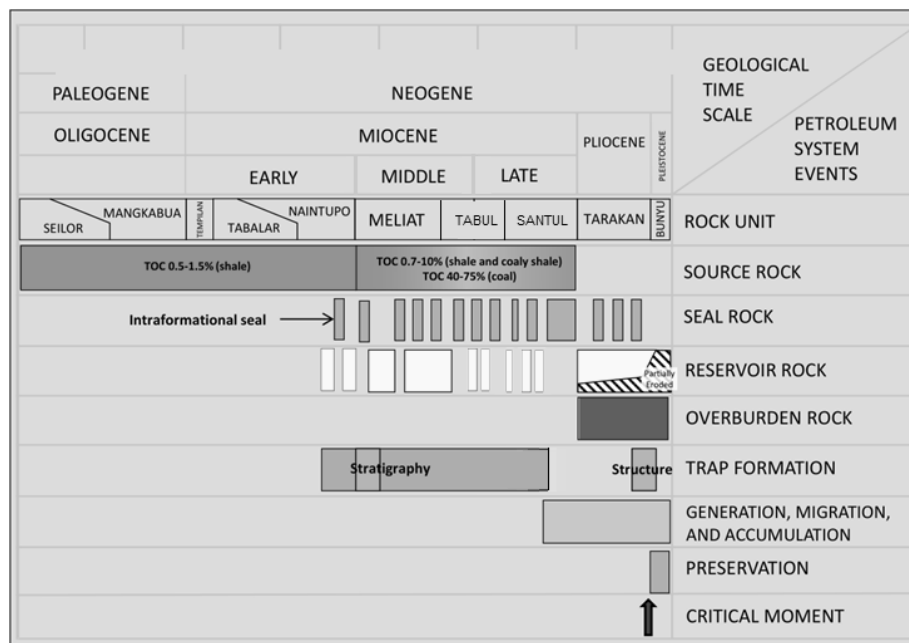 GEOLOGICAL
TIME
SCALE
PETROLEUM
SYSTEM
EVENTS
PALEOGENE
NEOGENE
OLIGOCENE
MIOCENE
PLIOCENE
PLEISTOCENE
EARLY
MIDDLE
LATE
SEILOR
MANGKABUA
TEMPILAN
TABALAR
NAINTUPO
MELIAT
TABUL
SANTUL
TARAKAN
BUNYU
ROCK UNIT
TOC 0.5-1.5% (shale)
TOC 0.7-10% (shale and coaly shale)
TOC 40-75% (coal)
SOURCE ROCK
Intraformational seal
SEAL ROCK
Partially
Eroded
RESERVOIR ROCK
OVERBURDEN ROCK
Stratigraphy
Structure
TRAP FORMATION
GENERATION, MIGRATION,
AND ACCUMULATION
PRESERVATION
CRITICAL MOMENT